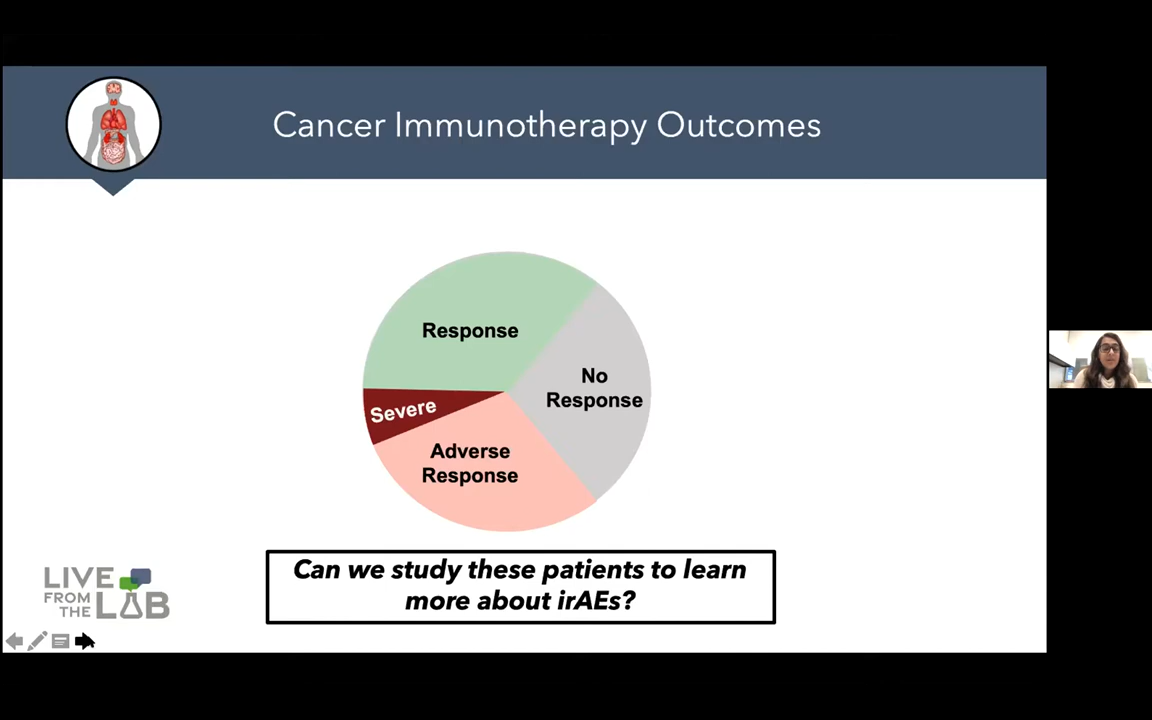 Cancer Immunotherapy Outcomes
Response
No
Response
Severe
Adverse
Response
Can we study these patients to learn
more about irAEs?
LIVE
FROM
THE LAB